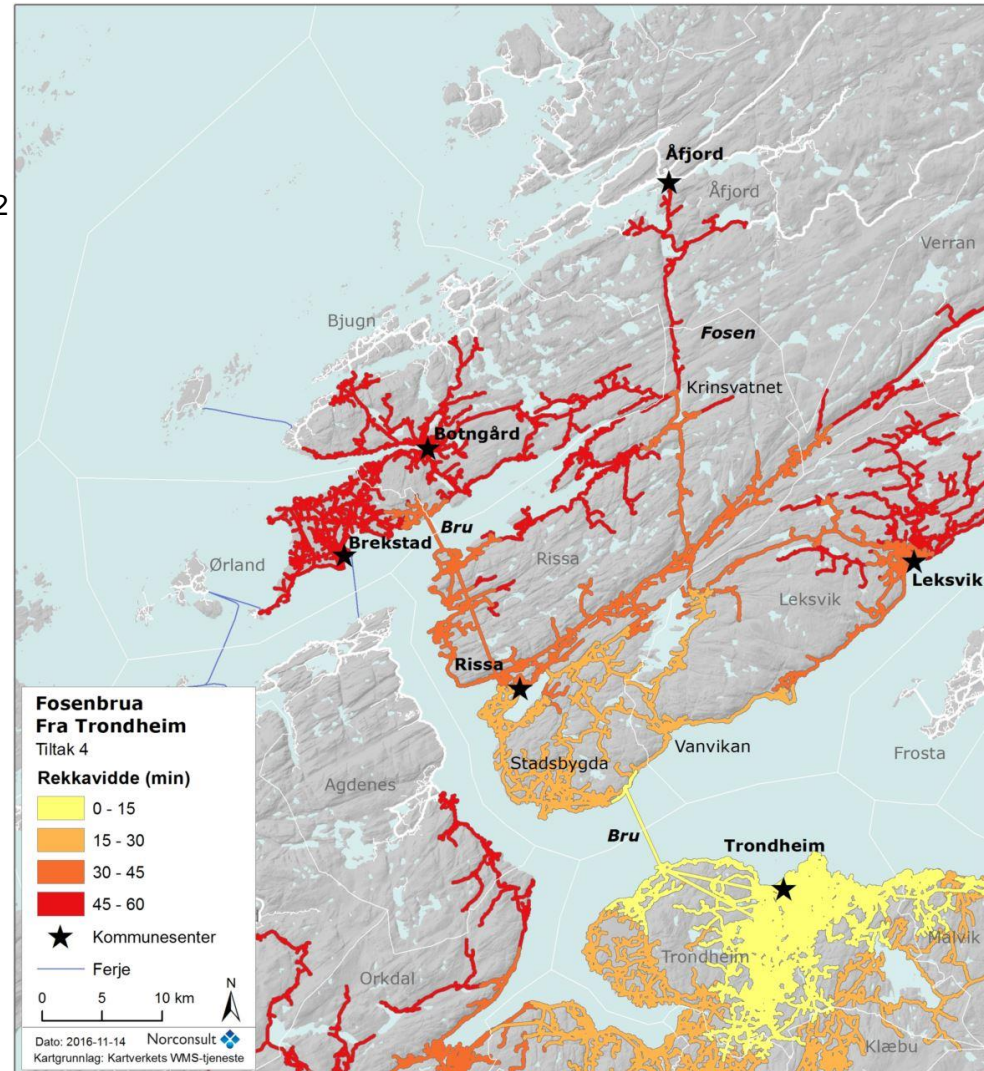 2
Åfjord
Åfjord
Verran
Bjugn
Fosen
Krinsvatnet
Botngård
Bru
Brekstad
Rissa
Ørland
Leksvik
Leksvik
Rissa
Fosenbrua
Fra Trondheim
Tiltak 4
Vanvikan
Frosta
Stadsbygda
Agdenes
Rekkavidde (min)
0 - 15
15 - 30
30 - 45
45 - 60
Kommunesenter
Ferje
0 5 10 km
N
Dato: 2016-11-14 Norconsult
Kartgrunnlag: Kartverkets WMS-tjeneste
Bru
Trondheim
Malvik
Trondheim
Orkdal
Klæbu